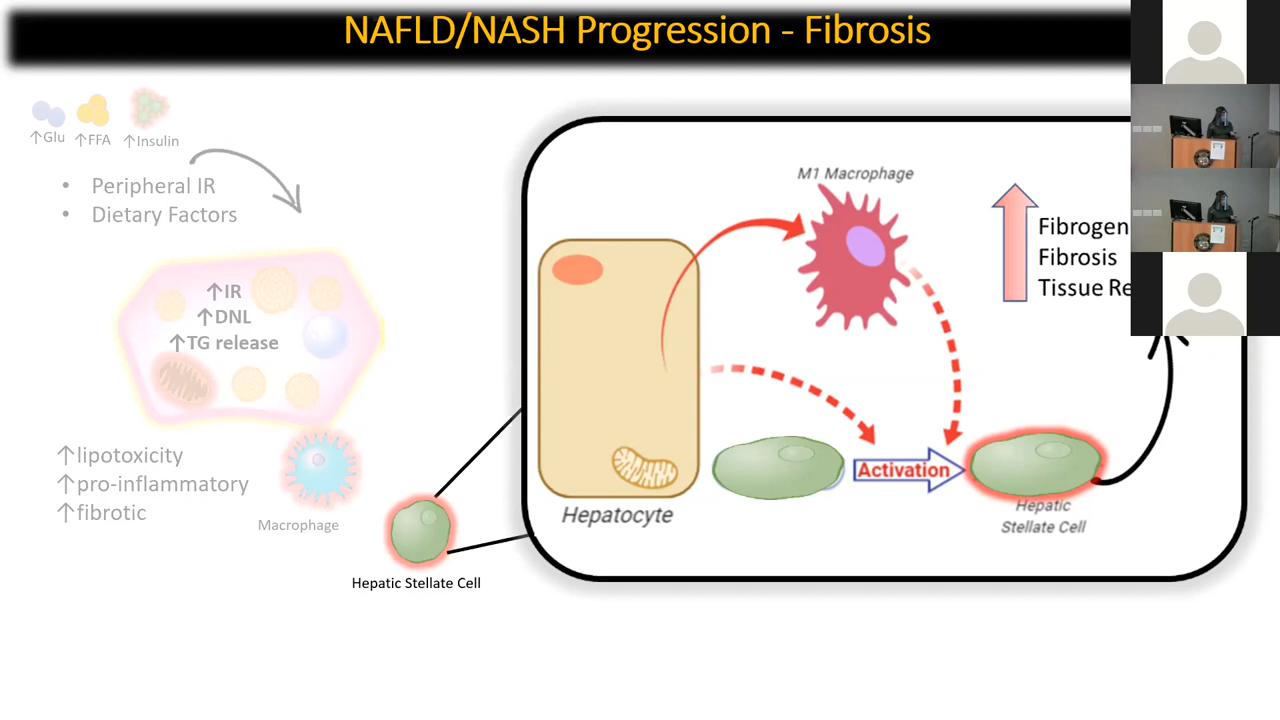 NAFLD/NASH Progression - Fibrosis
↑Glu
↑FFA
↑Insulin
• Peripheral IR
• Dietary Factors
↑IR
↑DNL
↑TG release
↑lipotoxicity
↑pro-inflammatory
↑fibrotic
Macrophage
Hepatic Stellate Cell
M1 Macrophage
Fibrogen
Fibrosis
Tissue Re
Activation
Hepatocyte
Hepatic
Stellate Cell